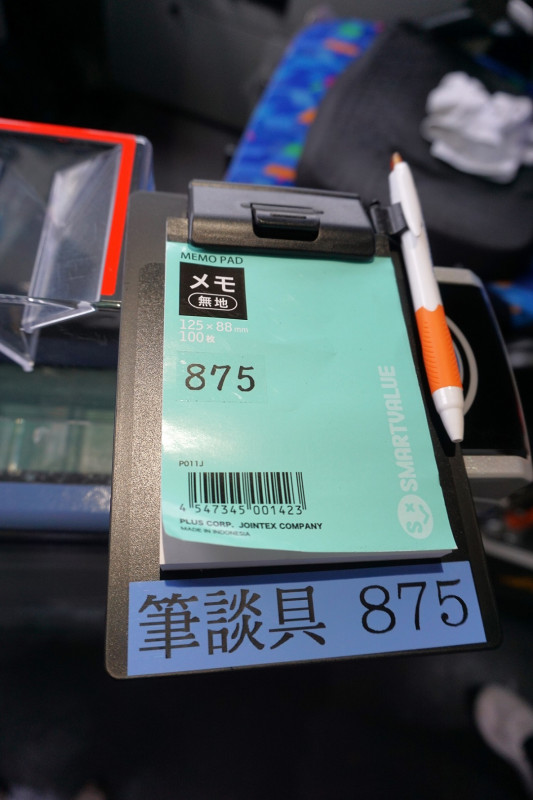 MEMO PAD
メモ
無地
125×88mm
100枚
875
SMARTVALUE
P011J
4 547345 001423
PLUS CORP. JOINTEX COMPANY
MADE IN INDONESIA
筆談具 875